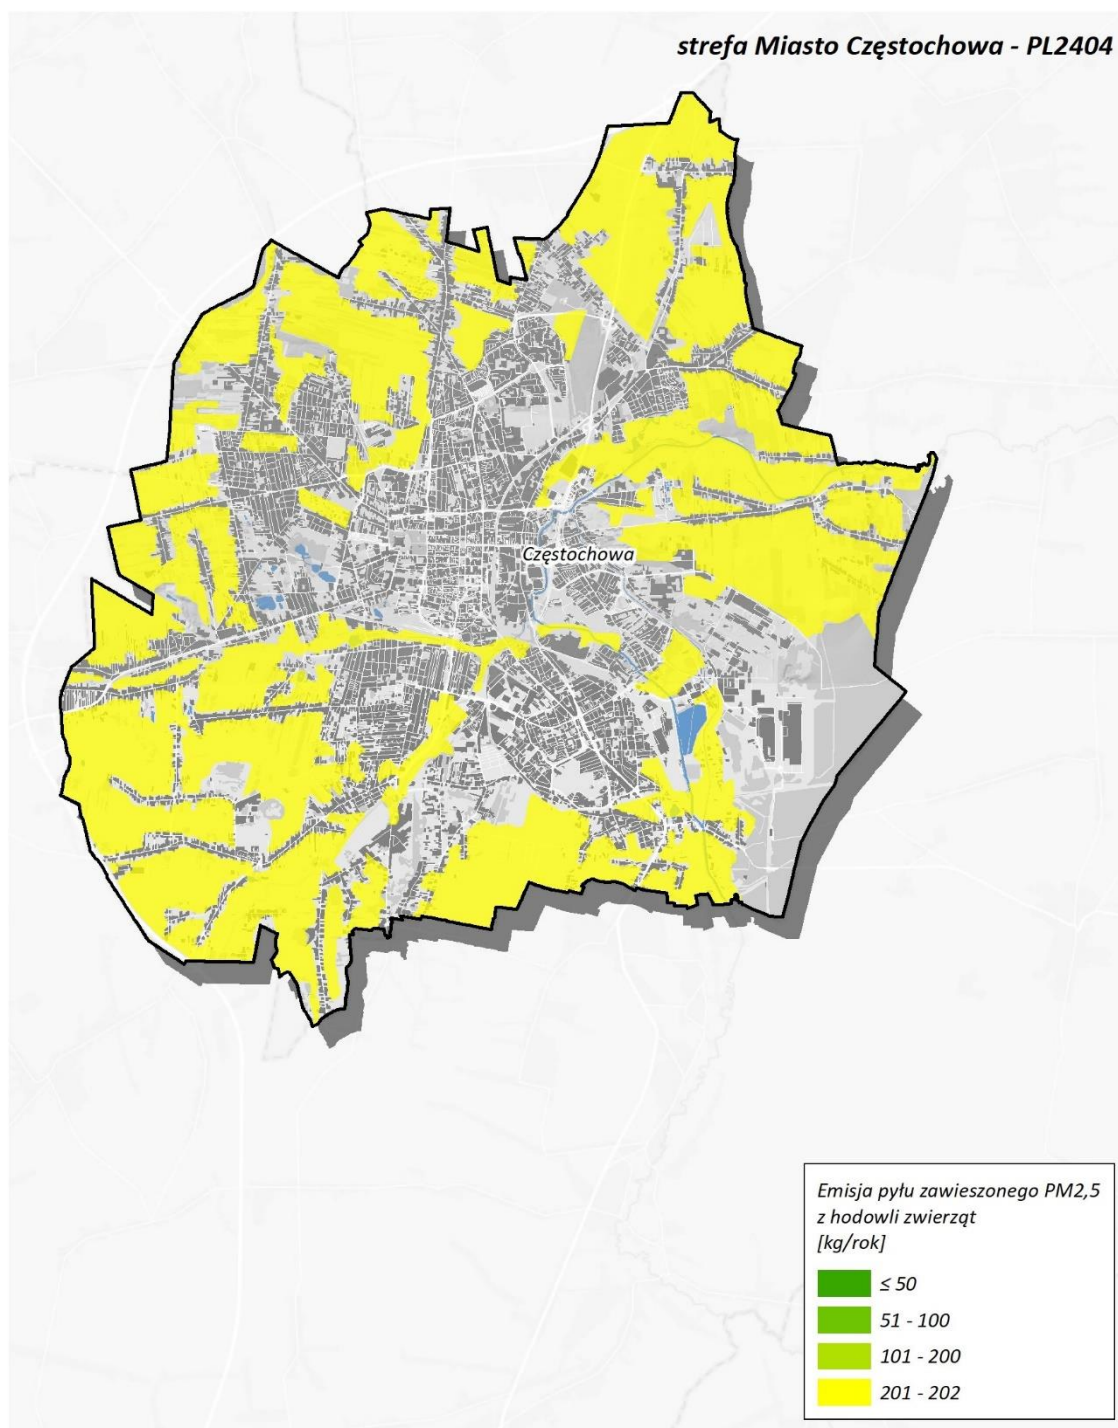 strefa Miasto Częstochowa - PL2404
Częstochowa
Emisja pyłu zawieszonego PM2,5
z hodowli zwierząt
[kg/rok]
≤ 50
51 - 100
101 - 200
201 - 202